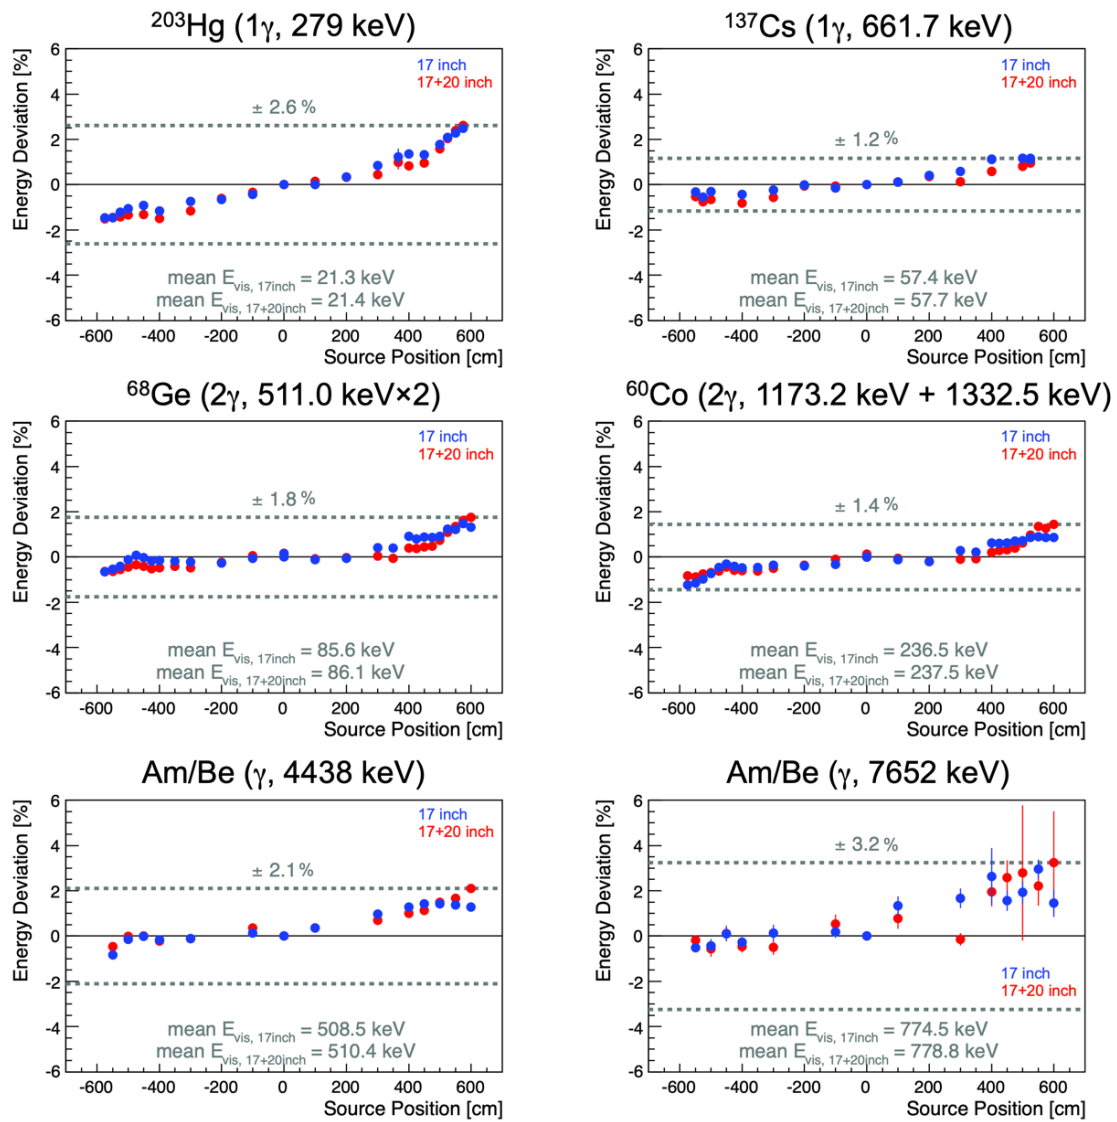 ²⁰³Hg (1γ, 279 keV)
Energy Deviation [%]
6
4
2
0
-2
-4
-6
17 inch
17+20 inch
± 2.6 %
mean E_vis, 17inch = 21.3 keV
mean E_vis, 17+20inch = 21.4 keV
-600 -400 -200 0 200 400 600
Source Position [cm]
¹³⁷Cs (1γ, 661.7 keV)
Energy Deviation [%]
6
4
2
0
-2
-4
-6
17 inch
17+20 inch
± 1.2 %
mean E_vis, 17inch = 57.4 keV
mean E_vis, 17+20inch = 57.7 keV
-600 -400 -200 0 200 400 600
Source Position [cm]
⁶⁸Ge (2γ, 511.0 keV×2)
Energy Deviation [%]
6
4
2
0
-2
-4
-6
17 inch
17+20 inch
± 1.8 %
mean E_vis, 17inch = 85.6 keV
mean E_vis, 17+20inch = 86.1 keV
-600 -400 -200 0 200 400 600
Source Position [cm]
⁶⁰Co (2γ, 1173.2 keV + 1332.5 keV)
Energy Deviation [%]
6
4
2
0
-2
-4
-6
17 inch
17+20 inch
± 1.4 %
mean E_vis, 17inch = 236.5 keV
mean E_vis, 17+20inch = 237.5 keV
-600 -400 -200 0 200 400 600
Source Position [cm]
Am/Be (γ, 4438 keV)
Energy Deviation [%]
6
4
2
0
-2
-4
-6
17 inch
17+20 inch
± 2.1 %
mean E_vis, 17inch = 508.5 keV
mean E_vis, 17+20inch = 510.4 keV
-600 -400 -200 0 200 400 600
Source Position [cm]
Am/Be (γ, 7652 keV)
Energy Deviation [%]
6
4
2
0
-2
-4
-6
± 3.2 %
17 inch
17+20 inch
mean E_vis, 17inch = 774.5 keV
mean E_vis, 17+20inch = 778.8 keV
-600 -400 -200 0 200 400 600
Source Position [cm]